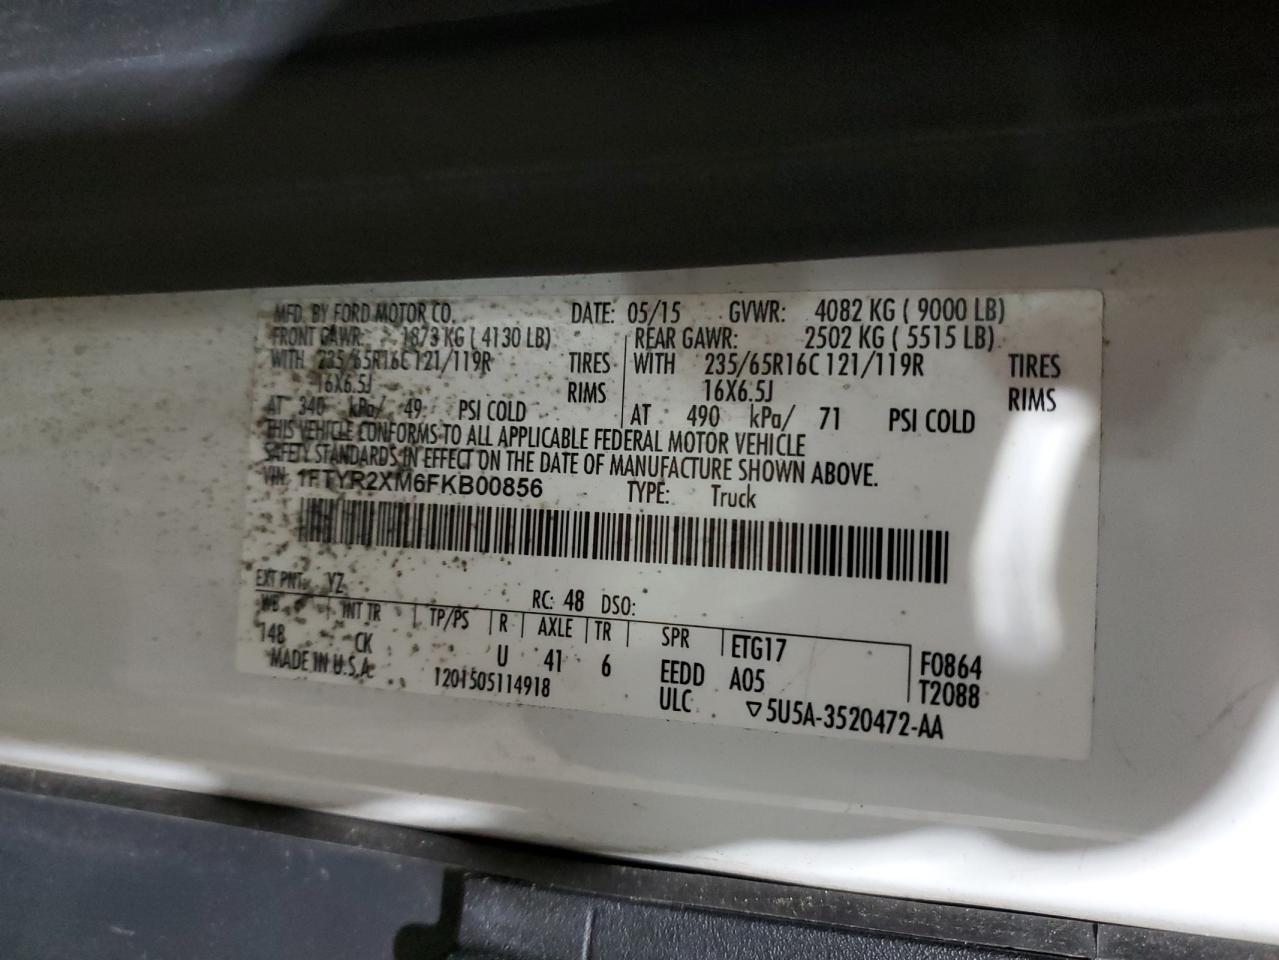 MFD. BY FORD MOTOR CO. DATE: 05/15 GVWR: 4082 KG ( 9000 LB)
FRONT GAWR: 1873 KG ( 4130 LB) REAR GAWR: 2502 KG ( 5515 LB)
WITH 235/65R16C 121/119R TIRES WITH 235/65R16C 121/119R TIRES
16X6.5J RIMS 16X6.5J RIMS
AT 340 kPa/ 49 PSI COLD AT 490 kPa/ 71 PSI COLD
THIS VEHICLE CONFORMS TO ALL APPLICABLE FEDERAL MOTOR VEHICLE
SAFETY STANDARDS IN EFFECT ON THE DATE OF MANUFACTURE SHOWN ABOVE.
VIN: 1FTYR2XM6FKB00856 TYPE: Truck
EXT PNT: YZ RC: 48 DSO:
WB INT TR TP/PS R AXLE TR SPR ETG17 F0864
148 CK U 41 6 EEDD A05 T2088
MADE IN U.S.A. 1201505114918 ULC ▽5U5A-3520472-AA